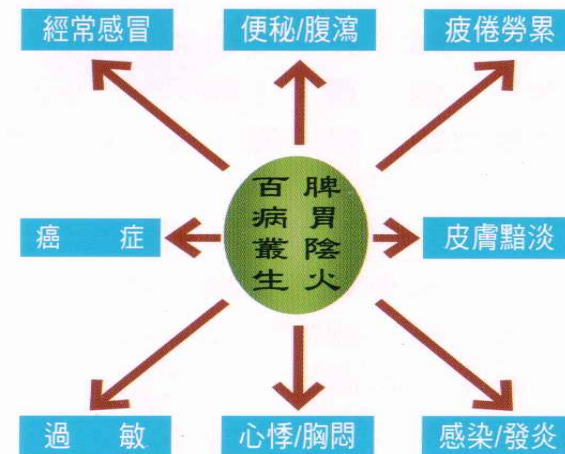 經常感冒
便秘/腹瀉
疲倦勞累
脾胃陰火
百病叢生
癌症
皮膚黯淡
過敏
心悸/胸悶
感染/發炎